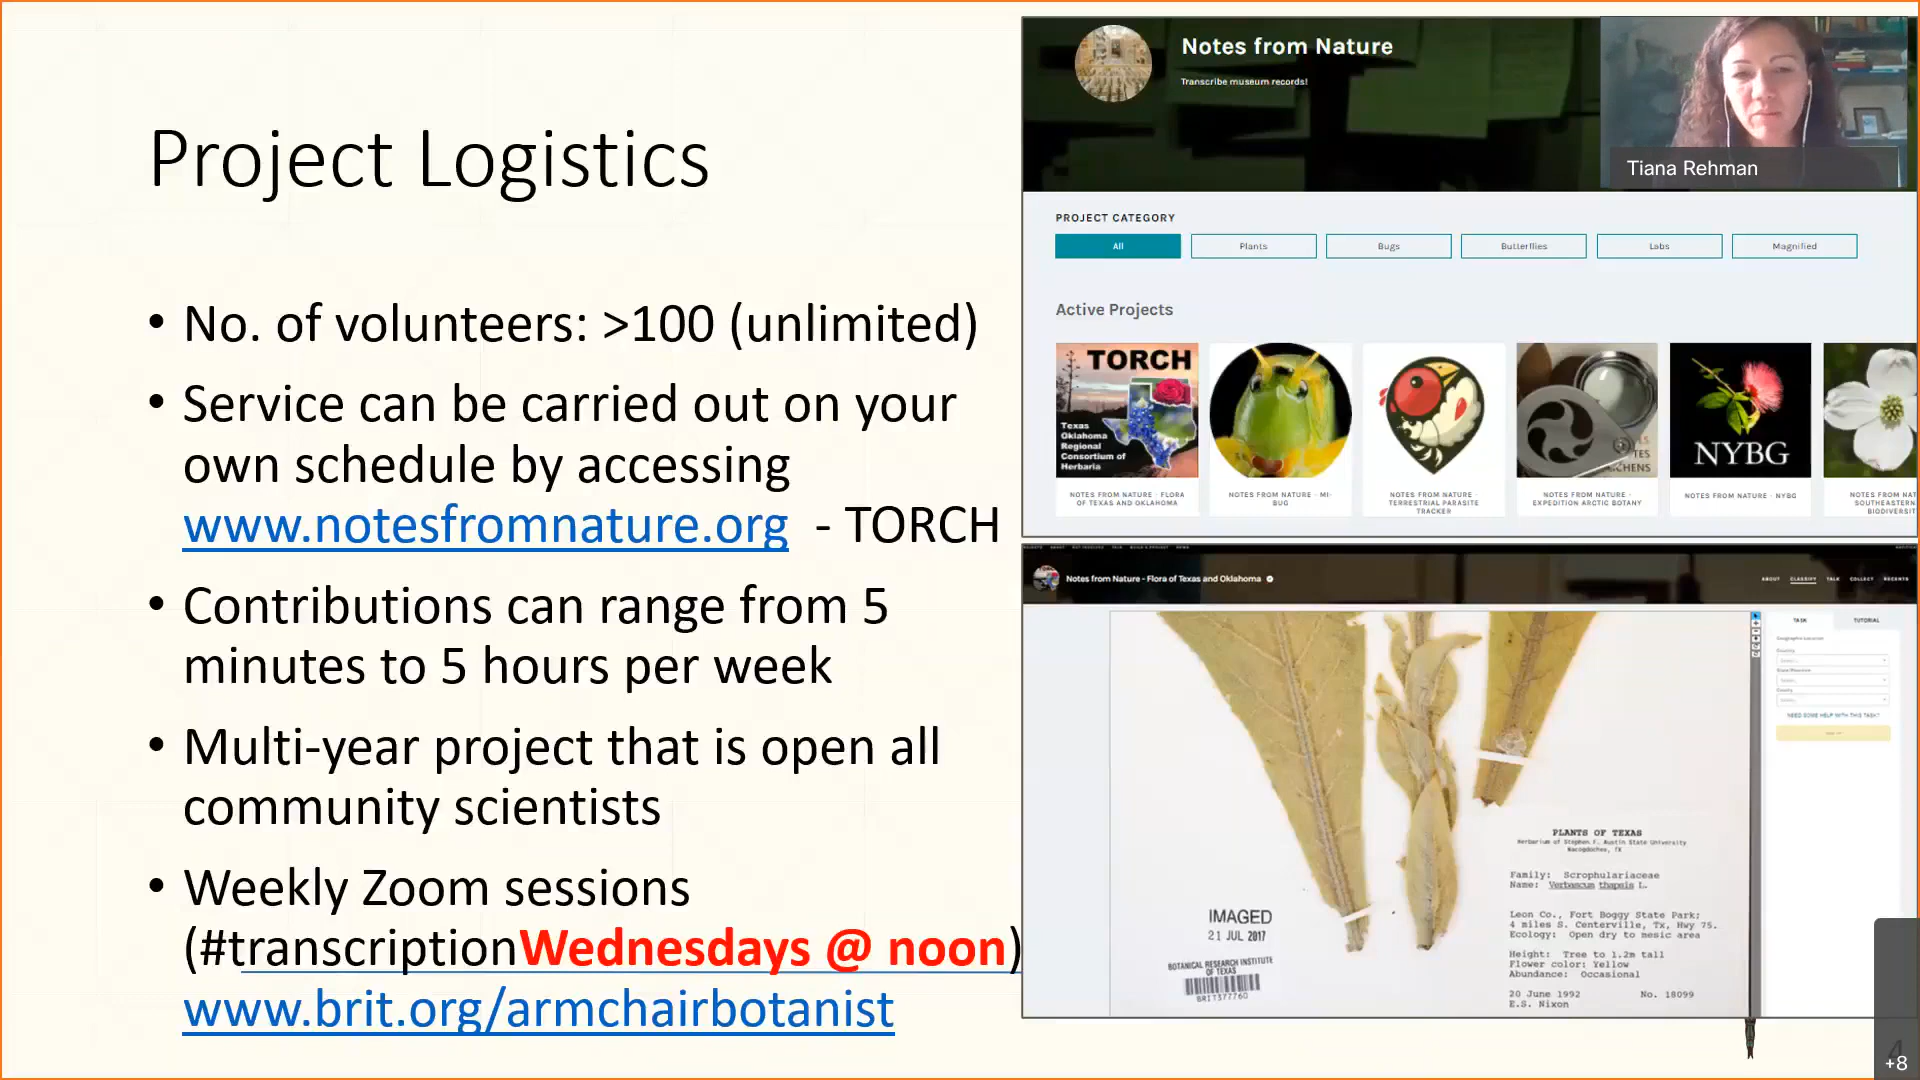 Project Logistics
• No. of volunteers: >100 (unlimited)
• Service can be carried out on your
own schedule by accessing
www.notesfromnature.org - TORCH
• Contributions can range from 5
minutes to 5 hours per week
• Multi-year project that is open all
community scientists
• Weekly Zoom sessions
(#transcriptionWednesdays @ noon)
www.brit.org/armchairbotanist
Notes from Nature
Transcribe museum records!
Tiana Rehman
PROJECT CATEGORY
All Plants Bugs Butterflies Labs Magnified
Active Projects
TORCH
Texas
Oklahoma
Regional
Consortium of
Herbaria
NYBG
NOTES FROM NATURE - FLORA
OF TEXAS AND OKLAHOMA
NOTES FROM NATURE - MI-
BUG
NOTES FROM NATURE -
TERRESTRIAL PARASITE
TRACKER
NOTES FROM NATURE -
EXPEDITION ARCTIC BOTANY
NOTES FROM NATURE - NYBG
NOTES FROM NAT
SOUTHEASTERN
BIODIVERSIT
Notes from Nature - Flora of Texas and Oklahoma
ABOUT CLASSIFY TALK COLLECT RECENTS
TASK TUTORIAL
Country
County
NEED SOME HELP WITH THIS TASK?
IMAGED
21 JUL 2017
BOTANICAL RESEARCH INSTITUTE
OF TEXAS
BRIT377760
PLANTS OF TEXAS
Herbarium of Stephen F. Austin State University
Nacogdoches, TX
Family: Scrophulariaceae
Name: Verbascum thapsis L.
Leon Co., Fort Boggy State Park;
4 miles S. Centerville, Tx, Hwy 75.
Ecology: Open dry to mesic area
Height: Tree to 1.2m tall
Flower color: Yellow
Abundance: Occasional
20 June 1992 No. 18099
E.S. Nixon
4
+8